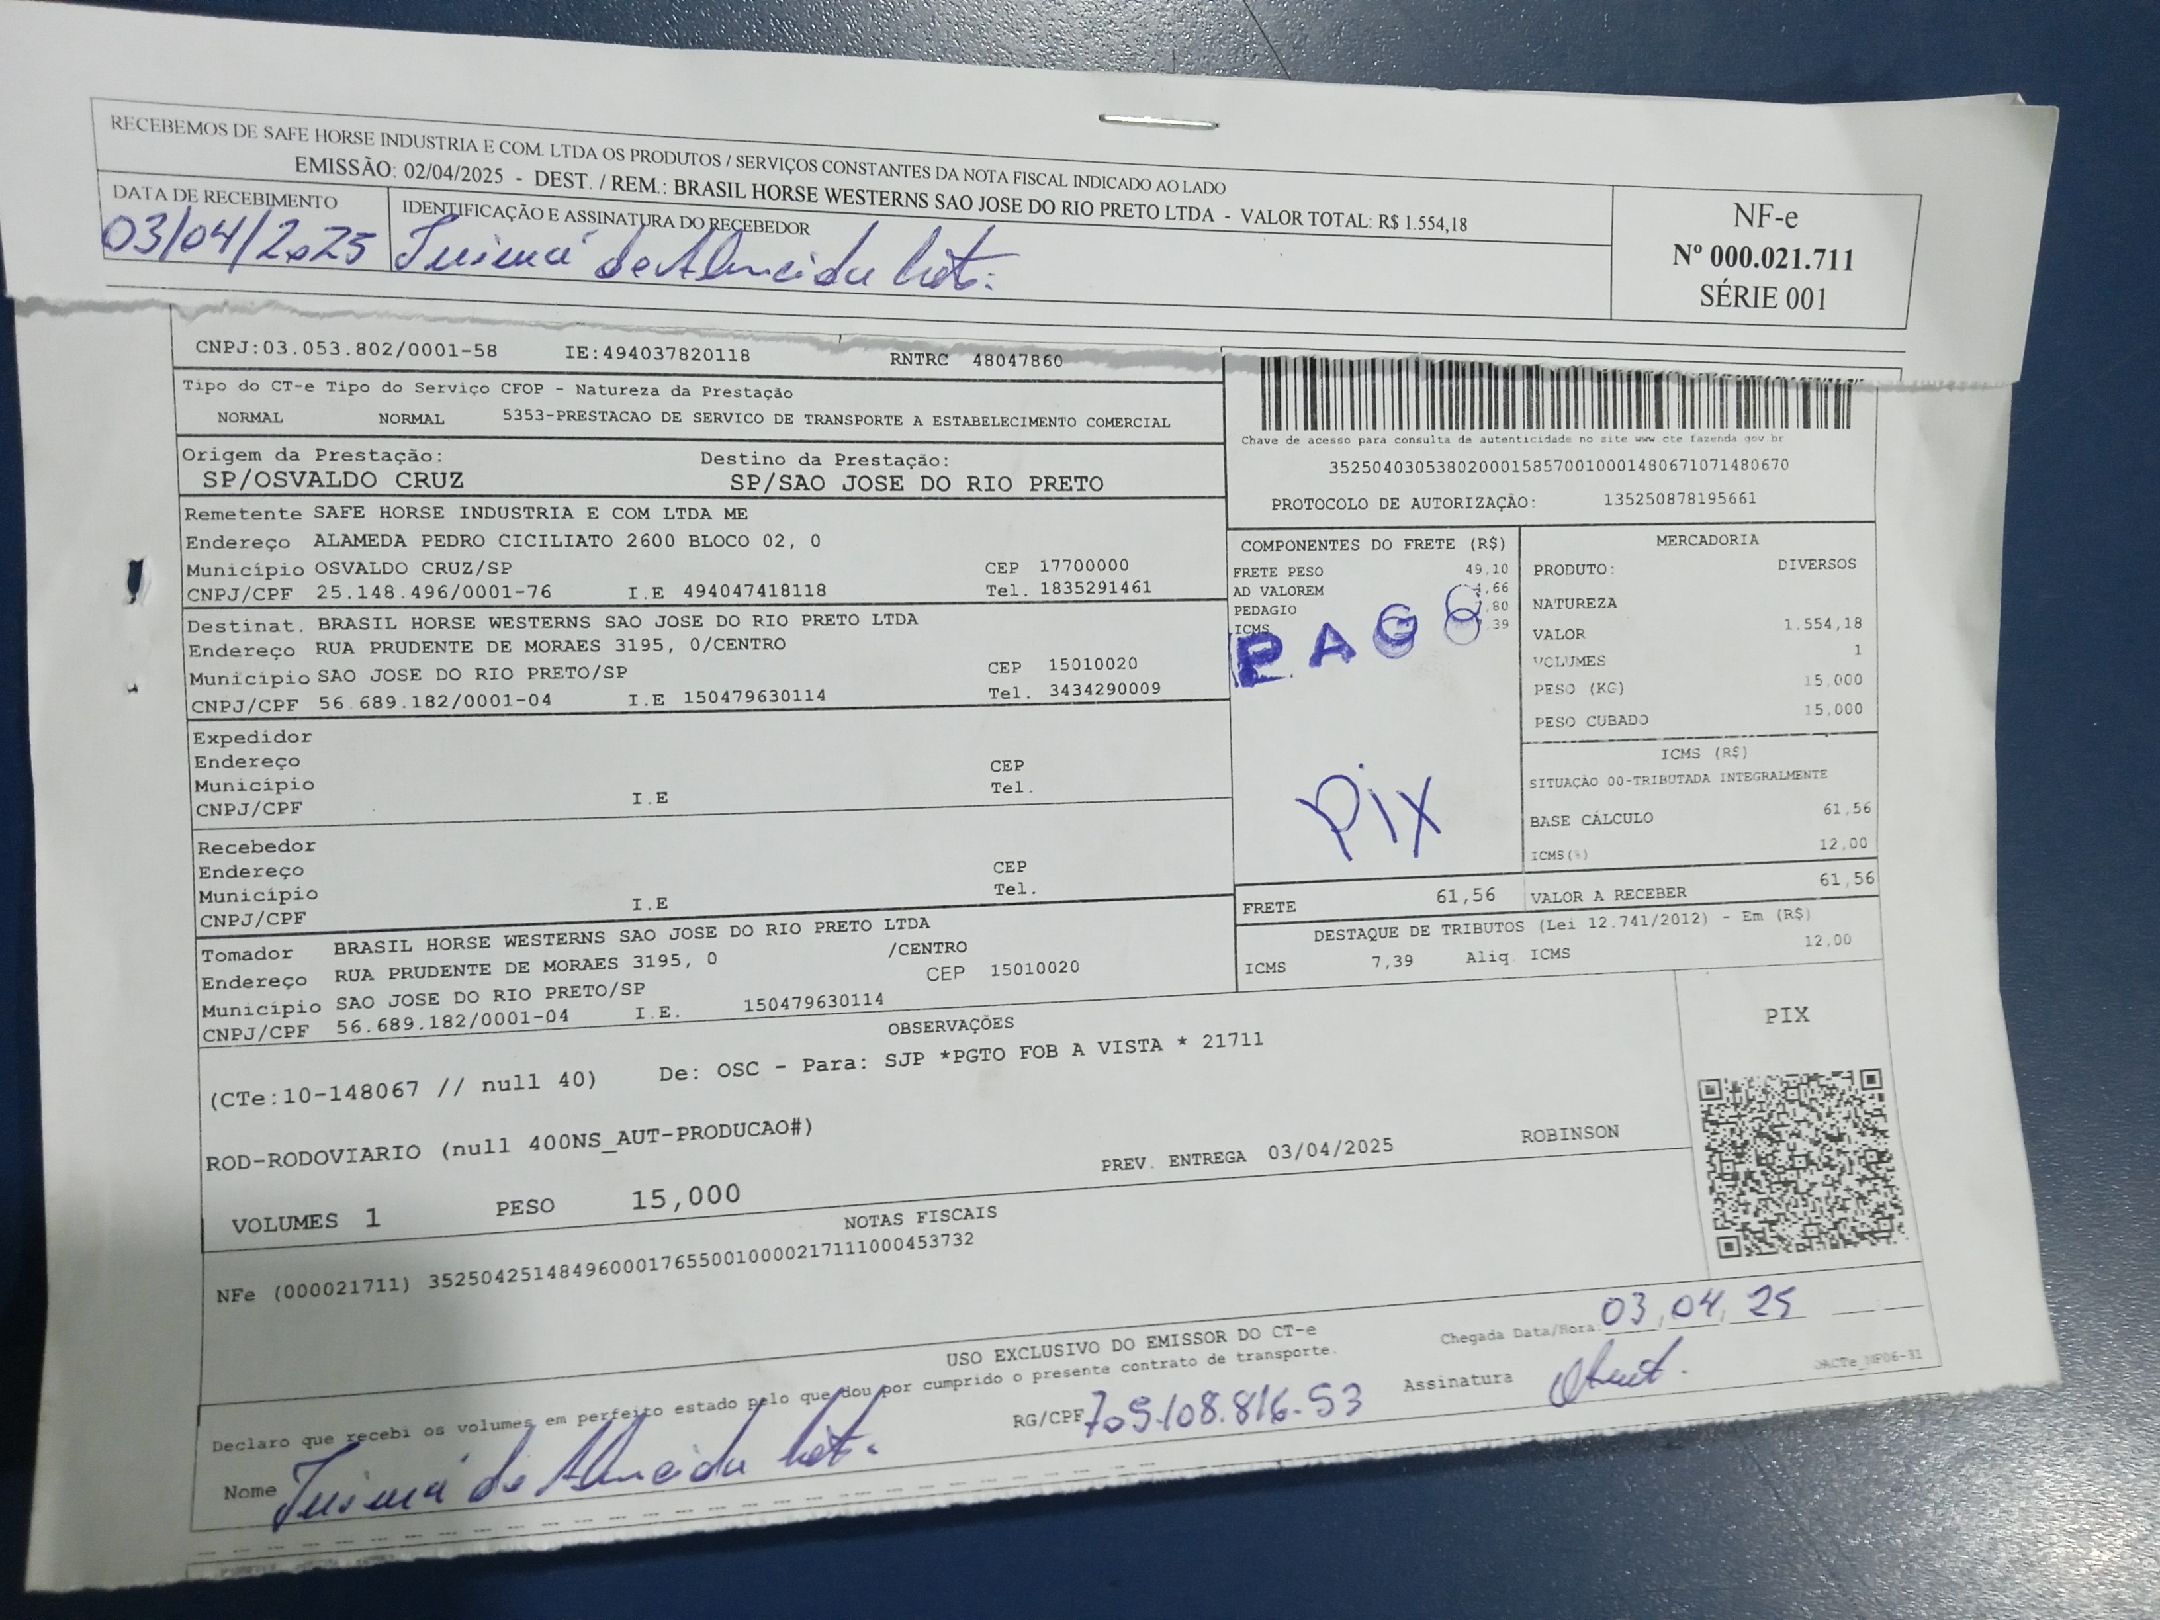 RECEBEMOS DE SAFE HORSE INDUSTRIA E COM. LTDA OS PRODUTOS / SERVIÇOS CONSTANTES DA NOTA FISCAL INDICADO AO LADO
EMISSÃO: 02/04/2025 - DEST. / REM.: BRASIL HORSE WESTERNS SAO JOSE DO RIO PRETO LTDA - VALOR TOTAL: R$ 1.554,18
DATA DE RECEBIMENTO
03/04/2025
IDENTIFICAÇÃO E ASSINATURA DO RECEBEDOR
de Almeida
NF-e
Nº 000.021.711
SÉRIE 001
CNPJ:03.053.802/0001-58 IE:494037820118 RNTRC 48047860
Tipo do CT-e Tipo do Serviço CFOP - Natureza da Prestação
NORMAL NORMAL 5353-PRESTACAO DE SERVICO DE TRANSPORTE A ESTABELECIMENTO COMERCIAL
Origem da Prestação: Destino da Prestação:
SP/OSVALDO CRUZ SP/SAO JOSE DO RIO PRETO
Remetente SAFE HORSE INDUSTRIA E COM LTDA ME
Endereço ALAMEDA PEDRO CICILIATO 2600 BLOCO 02, 0
Município OSVALDO CRUZ/SP CEP 17700000
CNPJ/CPF 25.148.496/0001-76 I.E 494047418118 Tel. 1835291461
Destinat. BRASIL HORSE WESTERNS SAO JOSE DO RIO PRETO LTDA
Endereço RUA PRUDENTE DE MORAES 3195, 0/CENTRO
Município SAO JOSE DO RIO PRETO/SP CEP 15010020
CNPJ/CPF 56.689.182/0001-04 I.E 150479630114 Tel. 3434290009
Expedidor
Endereço
Município CEP
CNPJ/CPF I.E Tel.
Recebedor
Endereço
Município CEP
CNPJ/CPF I.E Tel.
Tomador BRASIL HORSE WESTERNS SAO JOSE DO RIO PRETO LTDA
Endereço RUA PRUDENTE DE MORAES 3195, 0 /CENTRO
Município SAO JOSE DO RIO PRETO/SP CEP 15010020
CNPJ/CPF 56.689.182/0001-04 I.E. 150479630114
Chave de acesso para consulta de autenticidade no site www cte fazenda gov br
35250403053802000158570010001480671071480670
PROTOCOLO DE AUTORIZAÇÃO: 135250878195661
COMPONENTES DO FRETE (R$)
FRETE PESO 49,10
AD VALOREM ,66
PEDAGIO ,80
ICMS ,39
PAGO
Pix
FRETE 61,56
MERCADORIA
PRODUTO: DIVERSOS
NATUREZA
VALOR 1.554,18
VOLUMES 1
PESO (KG) 15,000
PESO CUBADO 15,000
ICMS (R$)
SITUAÇÃO 00-TRIBUTADA INTEGRALMENTE
BASE CÁLCULO 61,56
ICMS(%) 12,00
VALOR A RECEBER 61,56
DESTAQUE DE TRIBUTOS (Lei 12.741/2012) - Em (R$)
ICMS 7,39 Aliq. ICMS 12,00
OBSERVAÇÕES
(CTe:10-148067 // null 40) De: OSC - Para: SJP *PGTO FOB A VISTA * 21711
ROD-RODOVIARIO (null 400NS_AUT-PRODUCAO#)
PREV. ENTREGA 03/04/2025 ROBINSON
VOLUMES 1 PESO 15,000
PIX
NOTAS FISCAIS
NFe (000021711) 35250425148496000176550010000217111000453732
USO EXCLUSIVO DO EMISSOR DO CT-e
Declaro que recebi os volumes em perfeito estado pelo que dou por cumprido o presente contrato de transporte.
Chegada Data/Hora: 03,04,25
Nome de Almeida
RG/CPF 709.108.816-53
Assinatura
DACTe_NF06-31